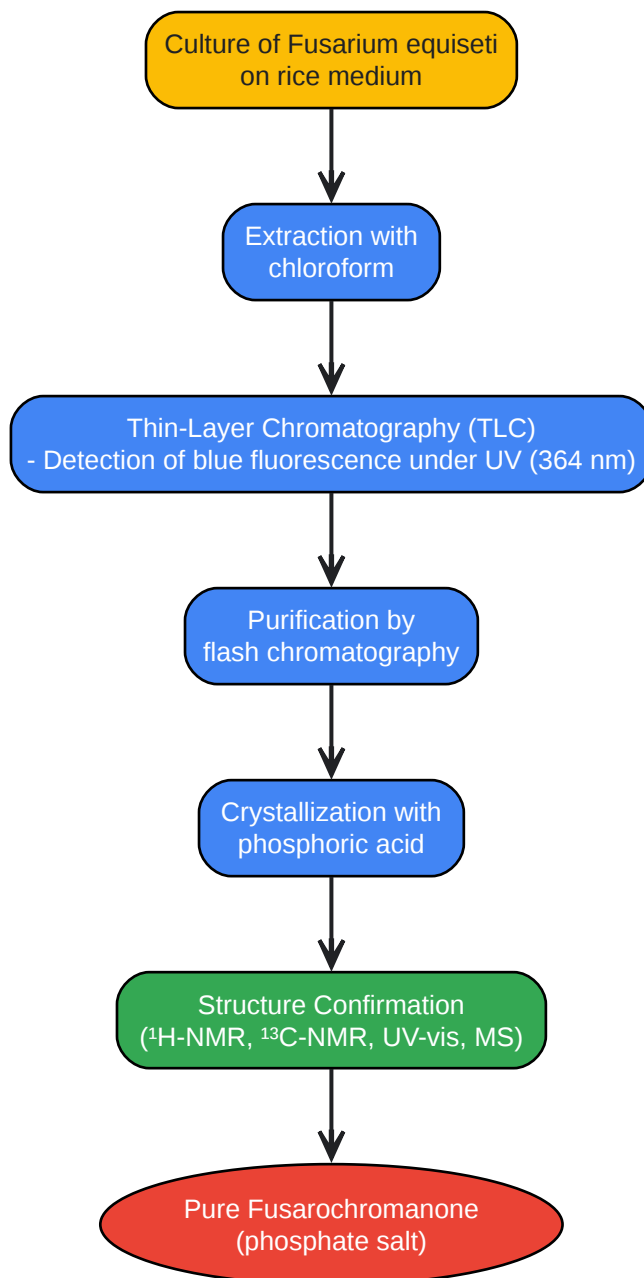 Culture of Fusarium equiseti
on rice medium
Extraction with
chloroform
Thin-Layer Chromatography (TLC)
- Detection of blue fluorescence under UV (364 nm)
Purification by
flash chromatography
Crystallization with
phosphoric acid
Structure Confirmation
(¹H-NMR, ¹³C-NMR, UV-vis, MS)
Pure Fusarochromanone
(phosphate salt)